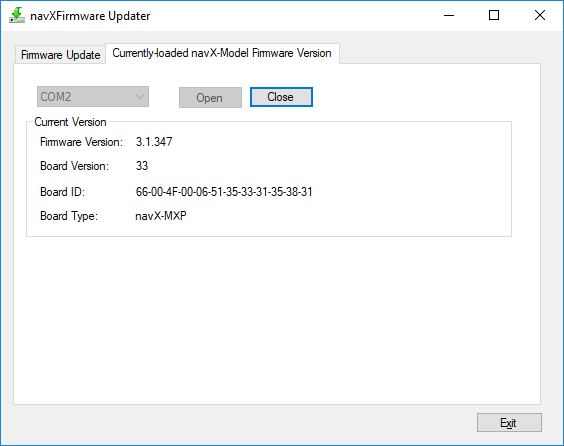 navXFirmware Updater
Firmware Update Currently-loaded navX-Model Firmware Version
COM2 Open Close
Current Version
Firmware Version: 3.1.347
Board Version: 33
Board ID: 66-00-4F-00-06-51-35-33-31-35-38-31
Board Type: navX-MXP
Exit